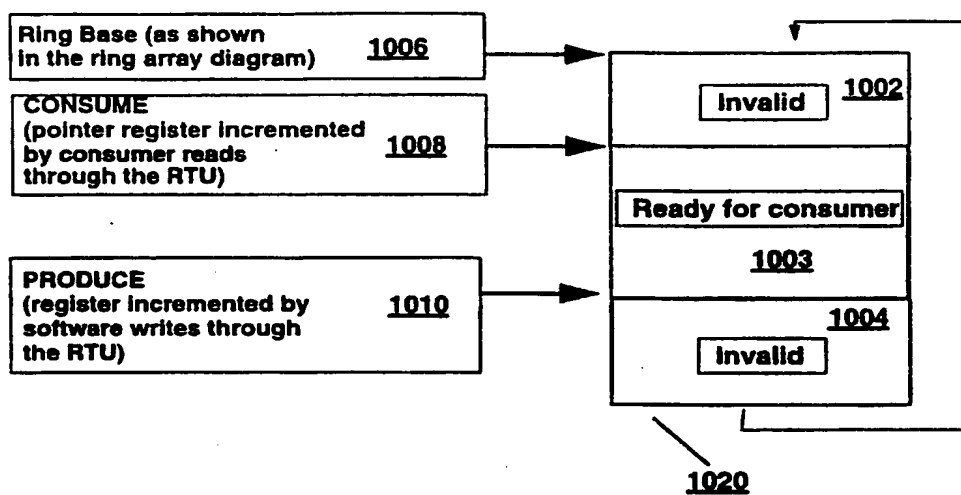 Ring Base (as shown
in the ring array diagram)
1006
CONSUME
(pointer register incremented
by consumer reads
through the RTU)
1008
PRODUCE
(register incremented by
software writes through
the RTU)
1010
1002
Invalid
Ready for consumer
1003
1004
Invalid
1020